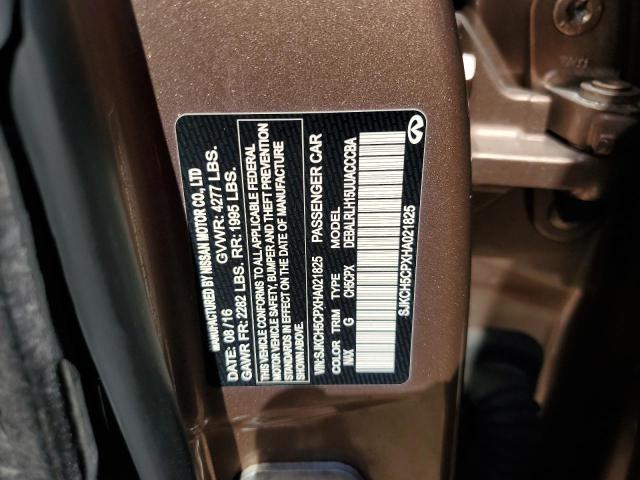 MANUFACTURED BY NISSAN MOTOR CO., LTD
DATE: 08/16 GVWR: 4277 LBS.
GAWR FR: 2282 LBS. RR: 1995 LBS.
THIS VEHICLE CONFORMS TO ALL APPLICABLE FEDERAL
MOTOR VEHICLE SAFETY, BUMPER AND THEFT PREVENTION
STANDARDS IN EFFECT ON THE DATE OF MANUFACTURE
SHOWN ABOVE.
VIN:SJKCH5CPXHA021825 PASSENGER CAR
COLOR TRIM TYPE MODEL
NAX G CH5CPX DEBALRLH15UUACCCBA
SJKCH5CPXHA021825